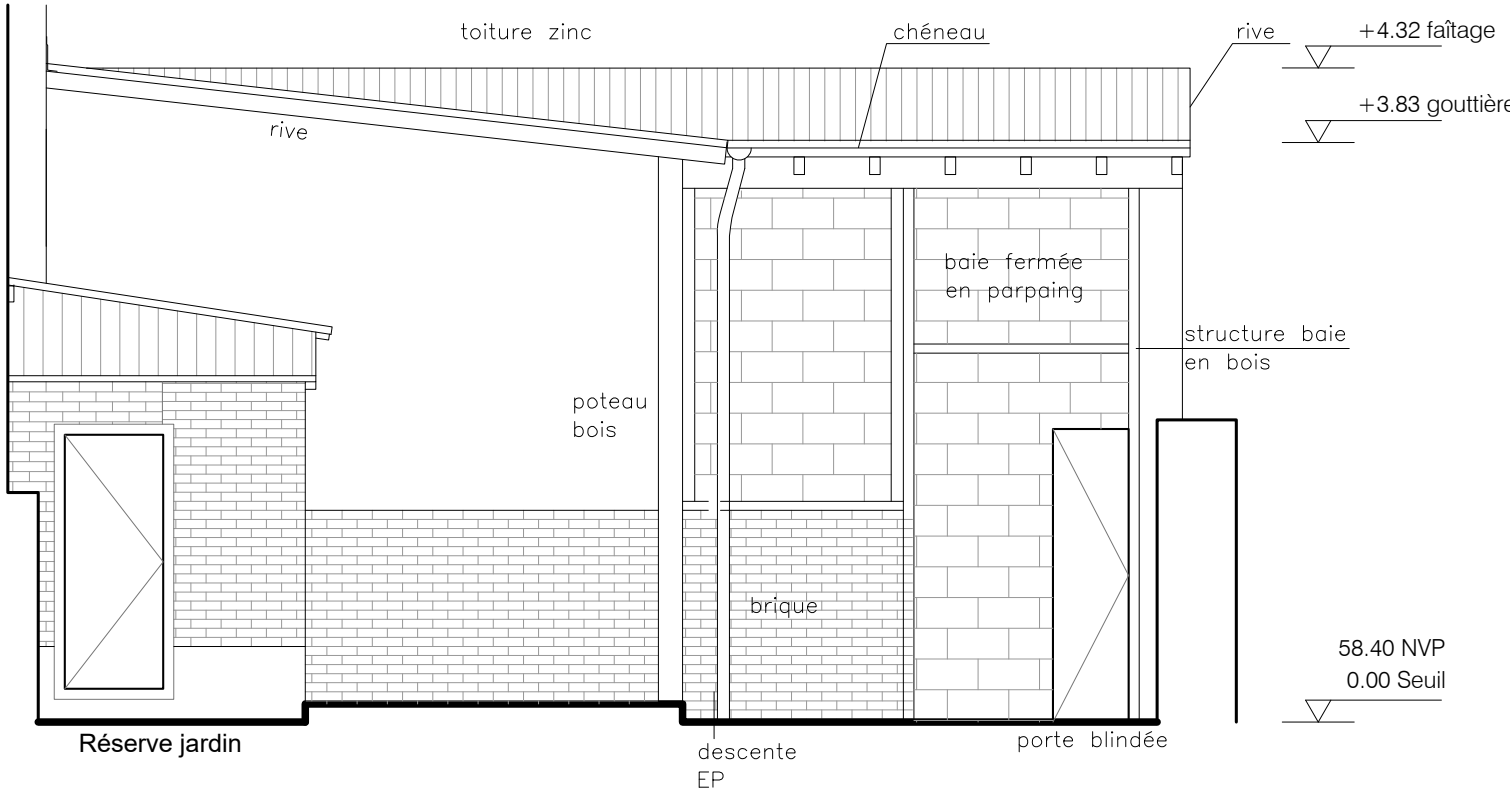 toiture zinc
chéneau
rive
+4.32 faîtage
+3.83 gouttière
rive
baie fermée
en parpaing
structure baie
en bois
poteau
bois
brique
58.40 NVP
0.00 Seuil
Réserve jardin
descente
EP
porte blindée